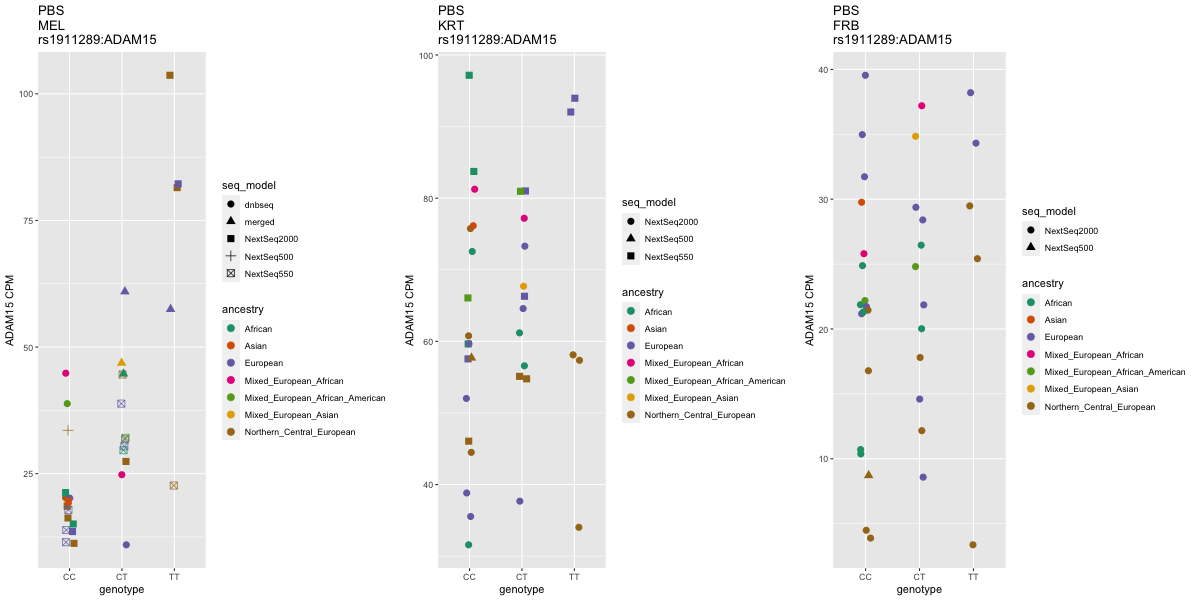 PBS
MEL
rs1911289:ADAM15
ADAM15 CPM
100
75
50
25
CC
CT
TT
genotype
seq_model
dnbseq
merged
NextSeq2000
NextSeq500
NextSeq550
ancestry
African
Asian
European
Mixed_European_African
Mixed_European_African_American
Mixed_European_Asian
Northern_Central_European
PBS
KRT
rs1911289:ADAM15
ADAM15 CPM
100
80
60
40
CC
CT
TT
genotype
seq_model
NextSeq2000
NextSeq500
NextSeq550
ancestry
African
Asian
European
Mixed_European_African
Mixed_European_African_American
Mixed_European_Asian
Northern_Central_European
PBS
FRB
rs1911289:ADAM15
ADAM15 CPM
40
30
20
10
CC
CT
TT
genotype
seq_model
NextSeq2000
NextSeq500
ancestry
African
Asian
European
Mixed_European_African
Mixed_European_African_American
Mixed_European_Asian
Northern_Central_European